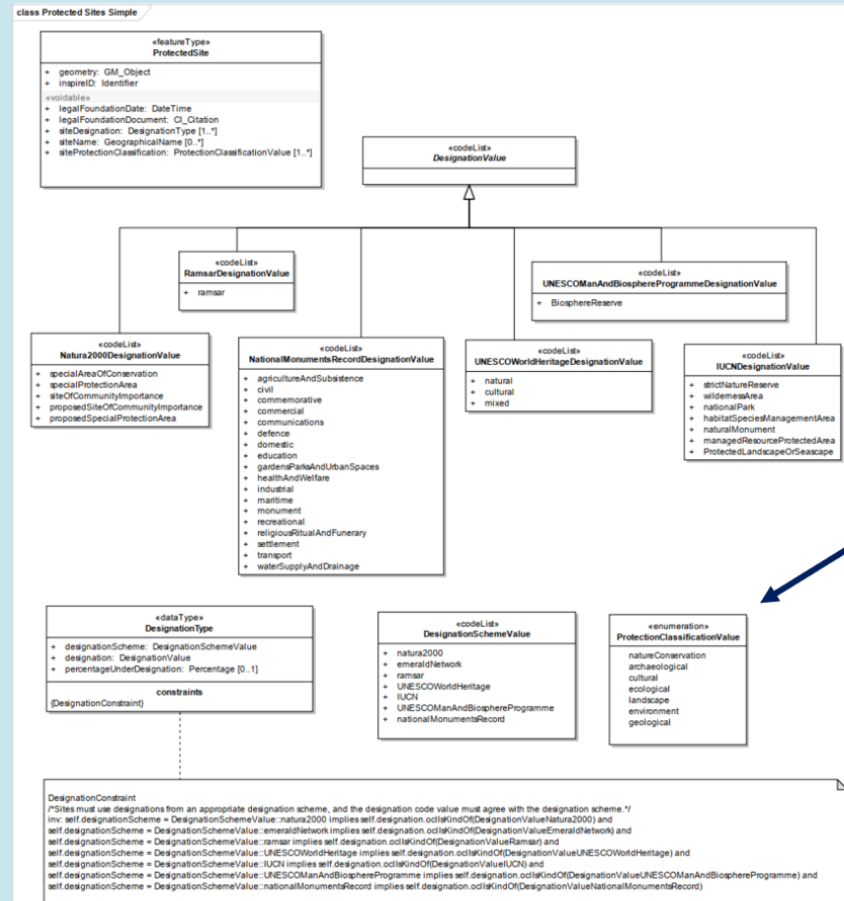 class Protected Sites Simple
«featureType»
ProtectedSite
+ geometry: GM_Object
+ inspireID: Identifier
«voidable»
+ legalFoundationDate: DateTime
+ legalFoundationDocument: CI_Citation
+ siteDesignation: DesignationType [1..*]
+ siteName: GeographicalName [0..*]
+ siteProtectionClassification: ProtectionClassificationValue [1..*]
«codeList»
DesignationValue
«codeList»
RamsarDesignationValue
+ ramsar
«codeList»
UNESCOManAndBiosphereProgrammeDesignationValue
+ BiosphereReserve
«codeList»
Natura2000DesignationValue
+ specialAreaOfConservation
+ specialProtectionArea
+ siteOfCommunityImportance
+ proposedSiteOfCommunityImportance
+ proposedSpecialProtectionArea
«codeList»
NationalMonumentsRecordDesignationValue
+ agricultureAndSubsistence
+ civil
+ commemorative
+ commercial
+ communications
+ defence
+ domestic
+ education
+ gardensParksAndUrbanSpaces
+ healthAndWelfare
+ industrial
+ maritime
+ monument
+ recreational
+ religiousRitualAndFunerary
+ settlement
+ transport
+ waterSupplyAndDrainage
«codeList»
UNESCOWorldHeritageDesignationValue
+ natural
+ cultural
+ mixed
«codeList»
IUCNDesignationValue
+ strictNatureReserve
+ wildernessArea
+ nationalPark
+ habitatSpeciesManagementArea
+ naturalMonument
+ managedResourceProtectedArea
+ ProtectedLandscapeOrSeascape
«dataType»
DesignationType
+ designationScheme: DesignationSchemeValue
+ designation: DesignationValue
+ percentageUnderDesignation: Percentage [0..1]
constraints
{DesignationConstraint}
«codeList»
DesignationSchemeValue
+ natura2000
+ emeraldNetwork
+ ramsar
+ UNESCOWorldHeritage
+ IUCN
+ UNESCOManAndBiosphereProgramme
+ nationalMonumentsRecord
«enumeration»
ProtectionClassificationValue
natureConservation
archaeological
cultural
ecological
landscape
environment
geological
DesignationConstraint
/*Sites must use designations from an appropriate designation scheme, and the designation code value must agree with the designation scheme.*/
inv: self.designationScheme = DesignationSchemeValue::natura2000 implies self.designation.oclIsKindOf(DesignationValueNatura2000) and
self.designationScheme = DesignationSchemeValue::emeraldNetwork implies self.designation.oclIsKindOf(DesignationValueEmeraldNetwork) and
self.designationScheme = DesignationSchemeValue::ramsar implies self.designation.oclIsKindOf(DesignationValueRamsar) and
self.designationScheme = DesignationSchemeValue::UNESCOWorldHeritage implies self.designation.oclIsKindOf(DesignationValueUNESCOWorldHeritage) and
self.designationScheme = DesignationSchemeValue::IUCN implies self.designation.oclIsKindOf(DesignationValueIUCN) and
self.designationScheme = DesignationSchemeValue::UNESCOManAndBiosphereProgramme implies self.designation.oclIsKindOf(DesignationValueUNESCOManAndBiosphereProgramme) and
self.designationScheme = DesignationSchemeValue::nationalMonumentsRecord implies self.designation.oclIsKindOf(DesignationValueNationalMonumentsRecord)